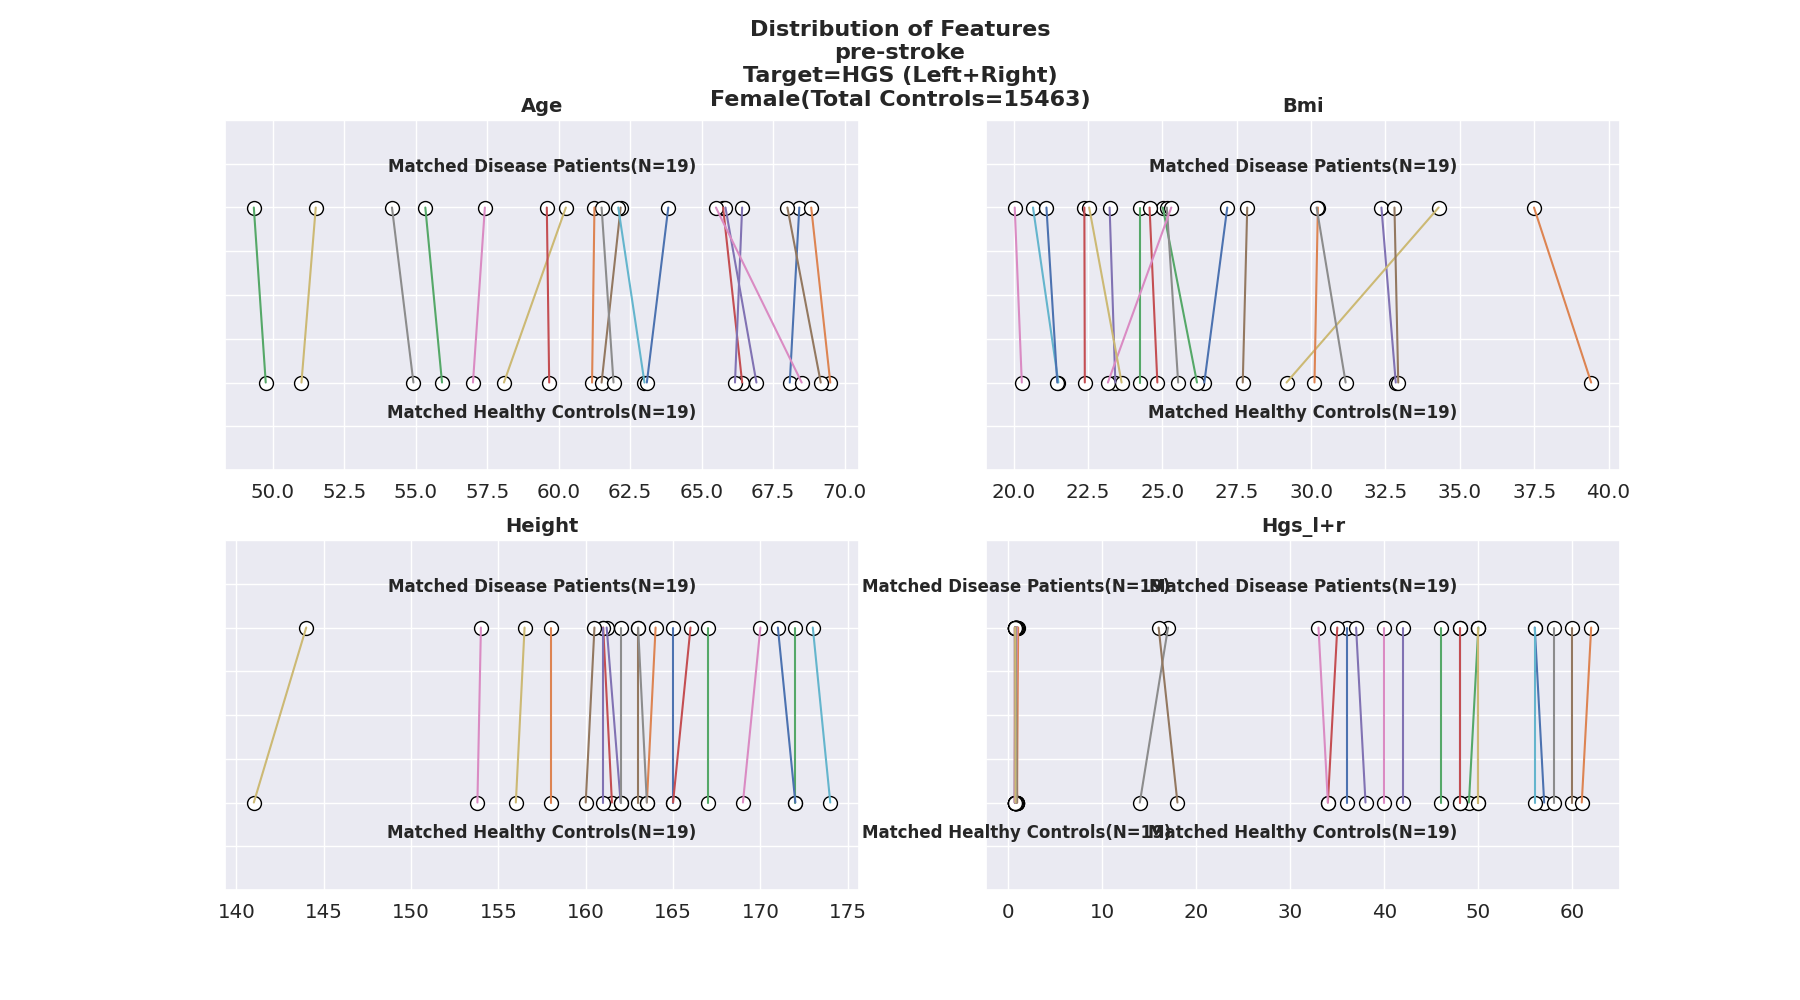 Distribution of Features
pre-stroke
Target=HGS (Left+Right)
Female(Total Controls=15463)
Age
Matched Disease Patients(N=19)
Matched Healthy Controls(N=19)
50.0 52.5 55.0 57.5 60.0 62.5 65.0 67.5 70.0
Bmi
Matched Disease Patients(N=19)
Matched Healthy Controls(N=19)
20.0 22.5 25.0 27.5 30.0 32.5 35.0 37.5 40.0
Height
Matched Disease Patients(N=19)
Matched Healthy Controls(N=19)
140 145 150 155 160 165 170 175
Hgs_l+r
Matched Disease Patients(N=19)
Matched Disease Patients(N=19)
Matched Healthy Controls(N=19)
Matched Healthy Controls(N=19)
0 10 20 30 40 50 60